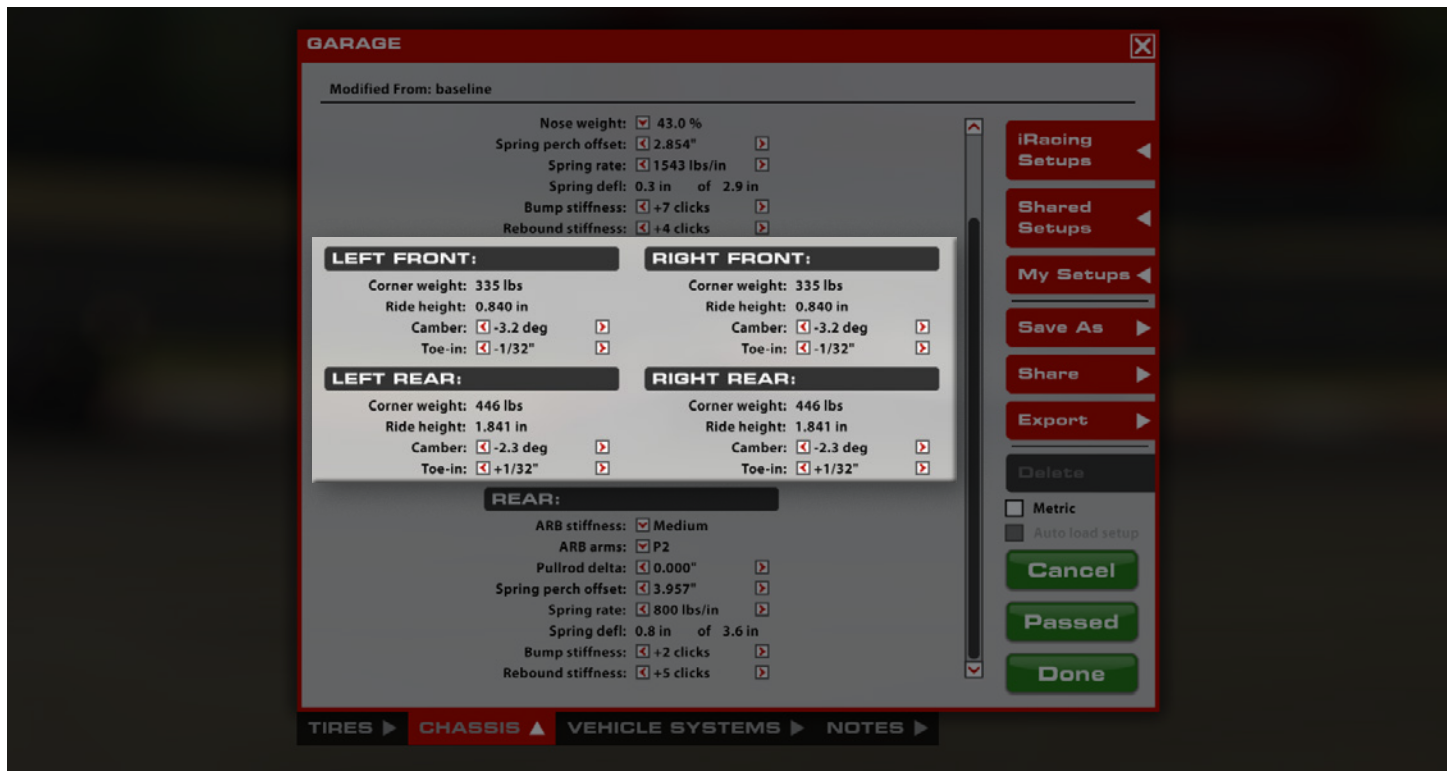 GARAGE
Modified From: baseline
Nose weight: 43.0 %
Spring perch offset: 2.854"
Spring rate: 1543 lbs/in
Spring defl: 0.3 in of 2.9 in
Bump stiffness: +7 clicks
Rebound stiffness: +4 clicks
LEFT FRONT:
Corner weight: 335 lbs
Ride height: 0.840 in
Camber: -3.2 deg
Toe-in: -1/32"
RIGHT FRONT:
Corner weight: 335 lbs
Ride height: 0.840 in
Camber: -3.2 deg
Toe-in: -1/32"
LEFT REAR:
Corner weight: 446 lbs
Ride height: 1.841 in
Camber: -2.3 deg
Toe-in: +1/32"
RIGHT REAR:
Corner weight: 446 lbs
Ride height: 1.841 in
Camber: -2.3 deg
Toe-in: +1/32"
REAR:
ARB stiffness: Medium
ARB arms: P2
Pullrod delta: 0.000"
Spring perch offset: 3.957"
Spring rate: 800 lbs/in
Spring defl: 0.8 in of 3.6 in
Bump stiffness: +2 clicks
Rebound stiffness: +5 clicks
iRacing
Setups
Shared
Setups
My Setups
Save As
Share
Export
Delete
Metric
Auto load setup
Cancel
Passed
Done
TIRES CHASSIS VEHICLE SYSTEMS NOTES